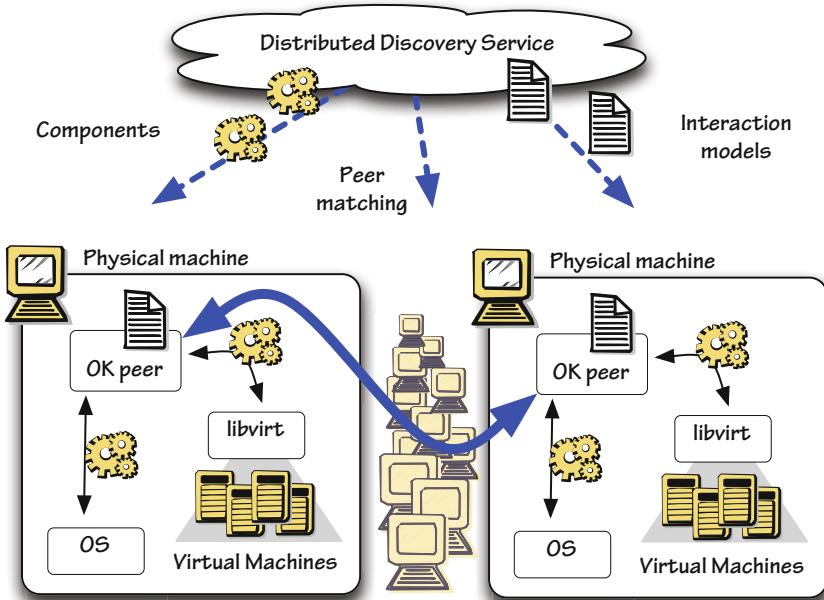 Distributed Discovery Service
Components
Interaction
models
Peer
matching
Physical machine
OK peer
libvirt
OS
Virtual Machines
Physical machine
OK peer
libvirt
OS
Virtual Machines